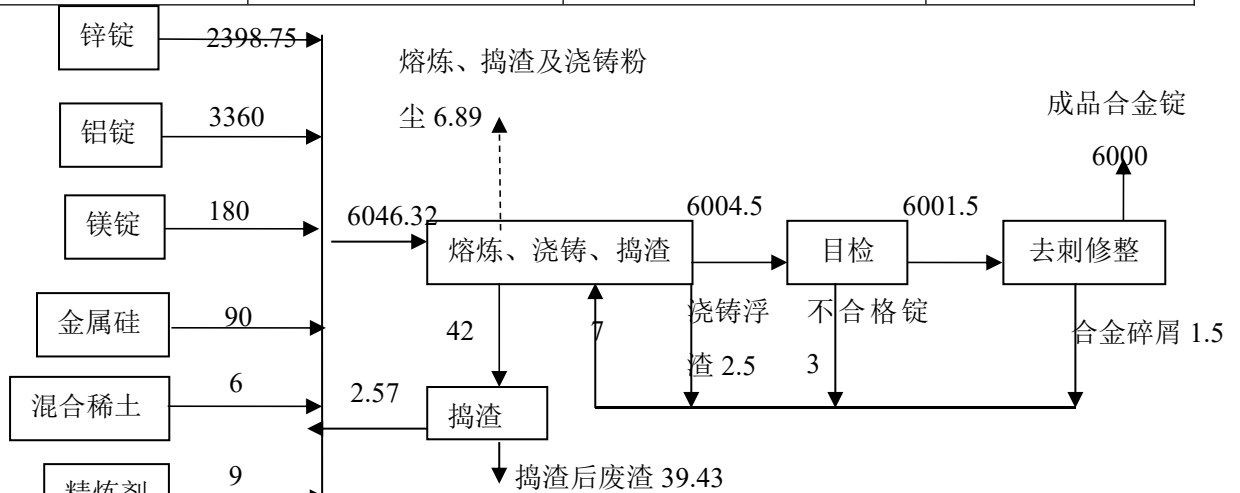 锌锭
2398.75
熔炼、捣渣及浇铸粉
尘 6.89
成品合金锭
6000
铝锭
3360
镁锭
180
6046.32
6004.5
6001.5
熔炼、浇铸、捣渣
目检
去刺修整
金属硅
90
42
7
浇铸浮
渣 2.5
不合格锭
3
合金碎屑 1.5
混合稀土
6
2.57
捣渣
捣渣后废渣 39.43
精炼剂
9